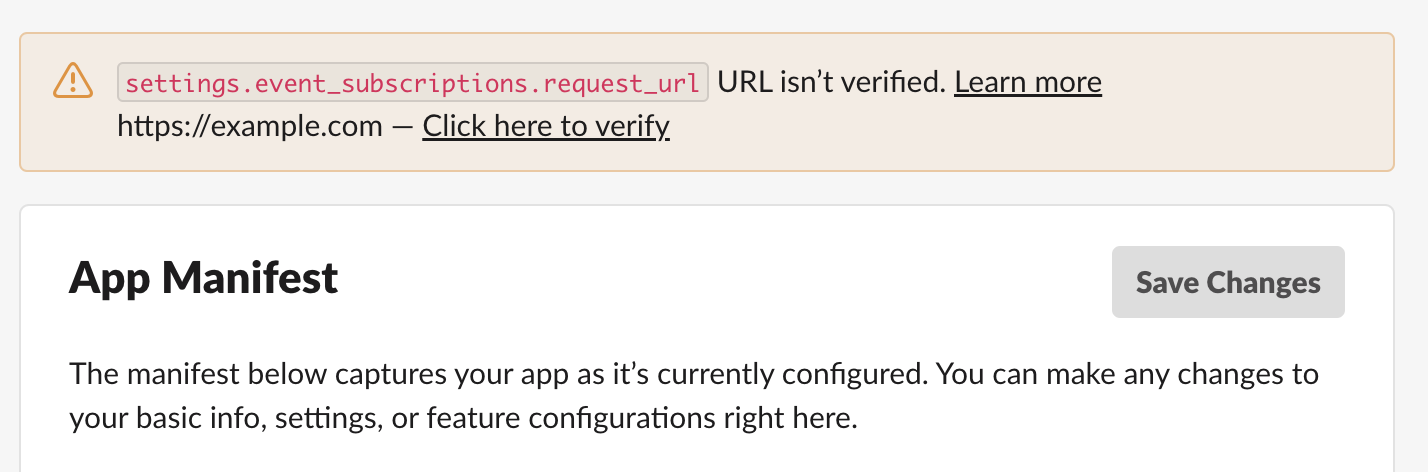 settings.event_subscriptions.request_url URL isn’t verified. Learn more
https://example.com — Click here to verify
App Manifest
Save Changes
The manifest below captures your app as it’s currently configured. You can make any changes to
your basic info, settings, or feature configurations right here.